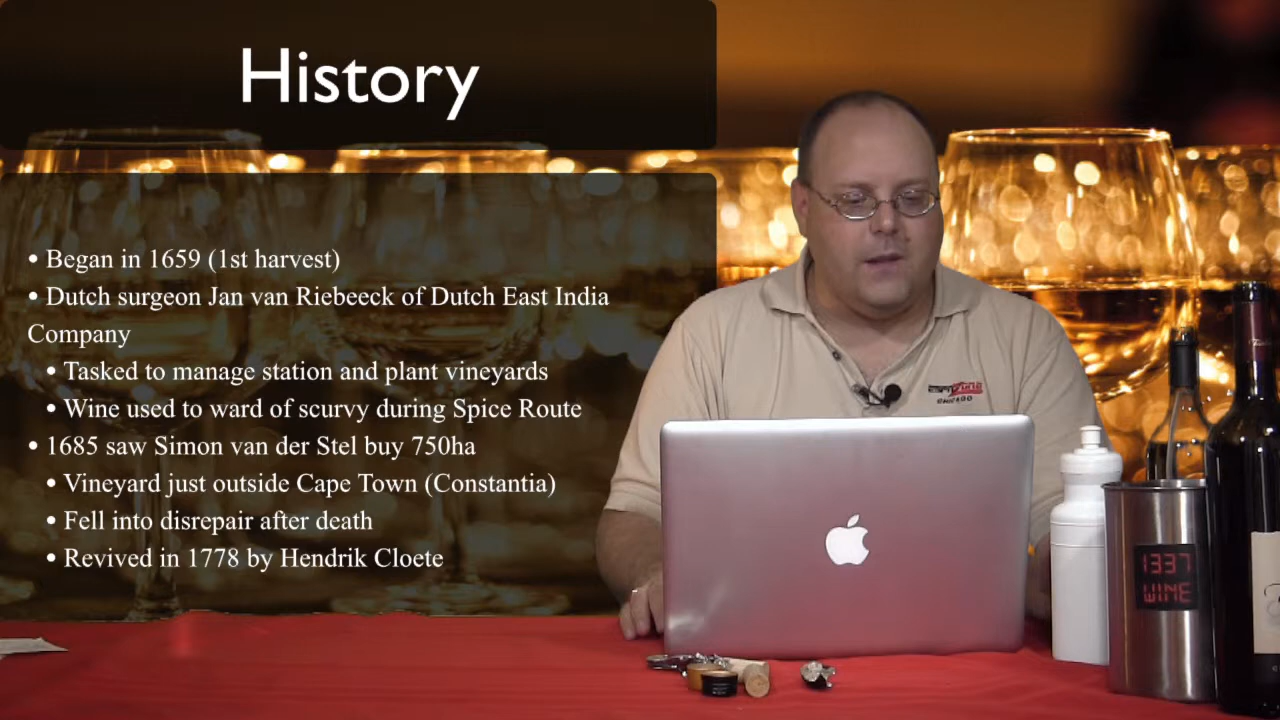 History
• Began in 1659 (1st harvest)
• Dutch surgeon Jan van Riebeeck of Dutch East India
Company
• Tasked to manage station and plant vineyards
• Wine used to ward of scurvy during Spice Route
• 1685 saw Simon van der Stel buy 750ha
• Vineyard just outside Cape Town (Constantia)
• Fell into disrepair after death
• Revived in 1778 by Hendrik Cloete
1337
WINE